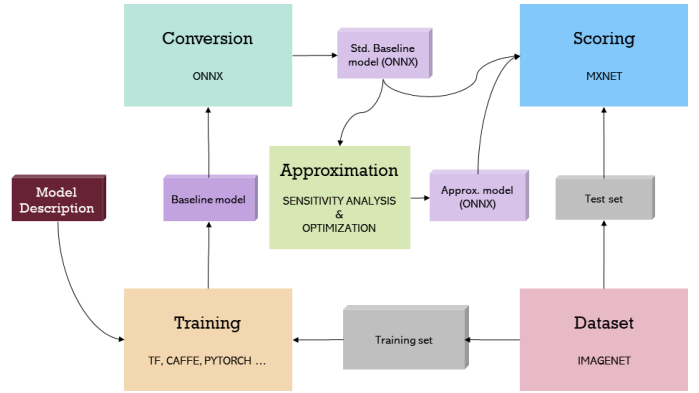 Conversion
ONNX
Std. Baseline
model (ONNX)
Scoring
MXNET
Approximation
SENSITIVITY ANALYSIS
&
OPTIMIZATION
Model
Description
Baseline model
Approx. model
(ONNX)
Test set
Training
TF, CAFFE, PYTORCH ...
Training set
Dataset
IMAGENET